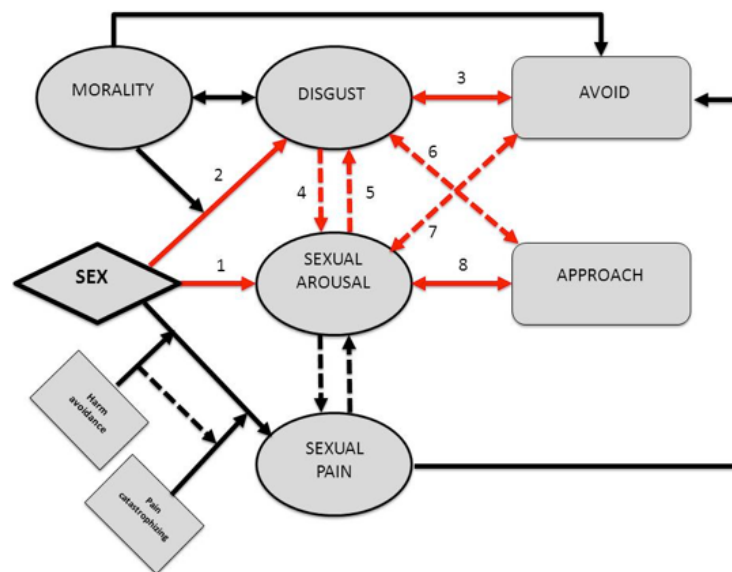 MORALITY
DISGUST
AVOID
3
2
4
5
6
7
SEX
1
SEXUAL
AROUSAL
8
APPROACH
Harm
avoidance
Pain
catastrophizing
SEXUAL
PAIN